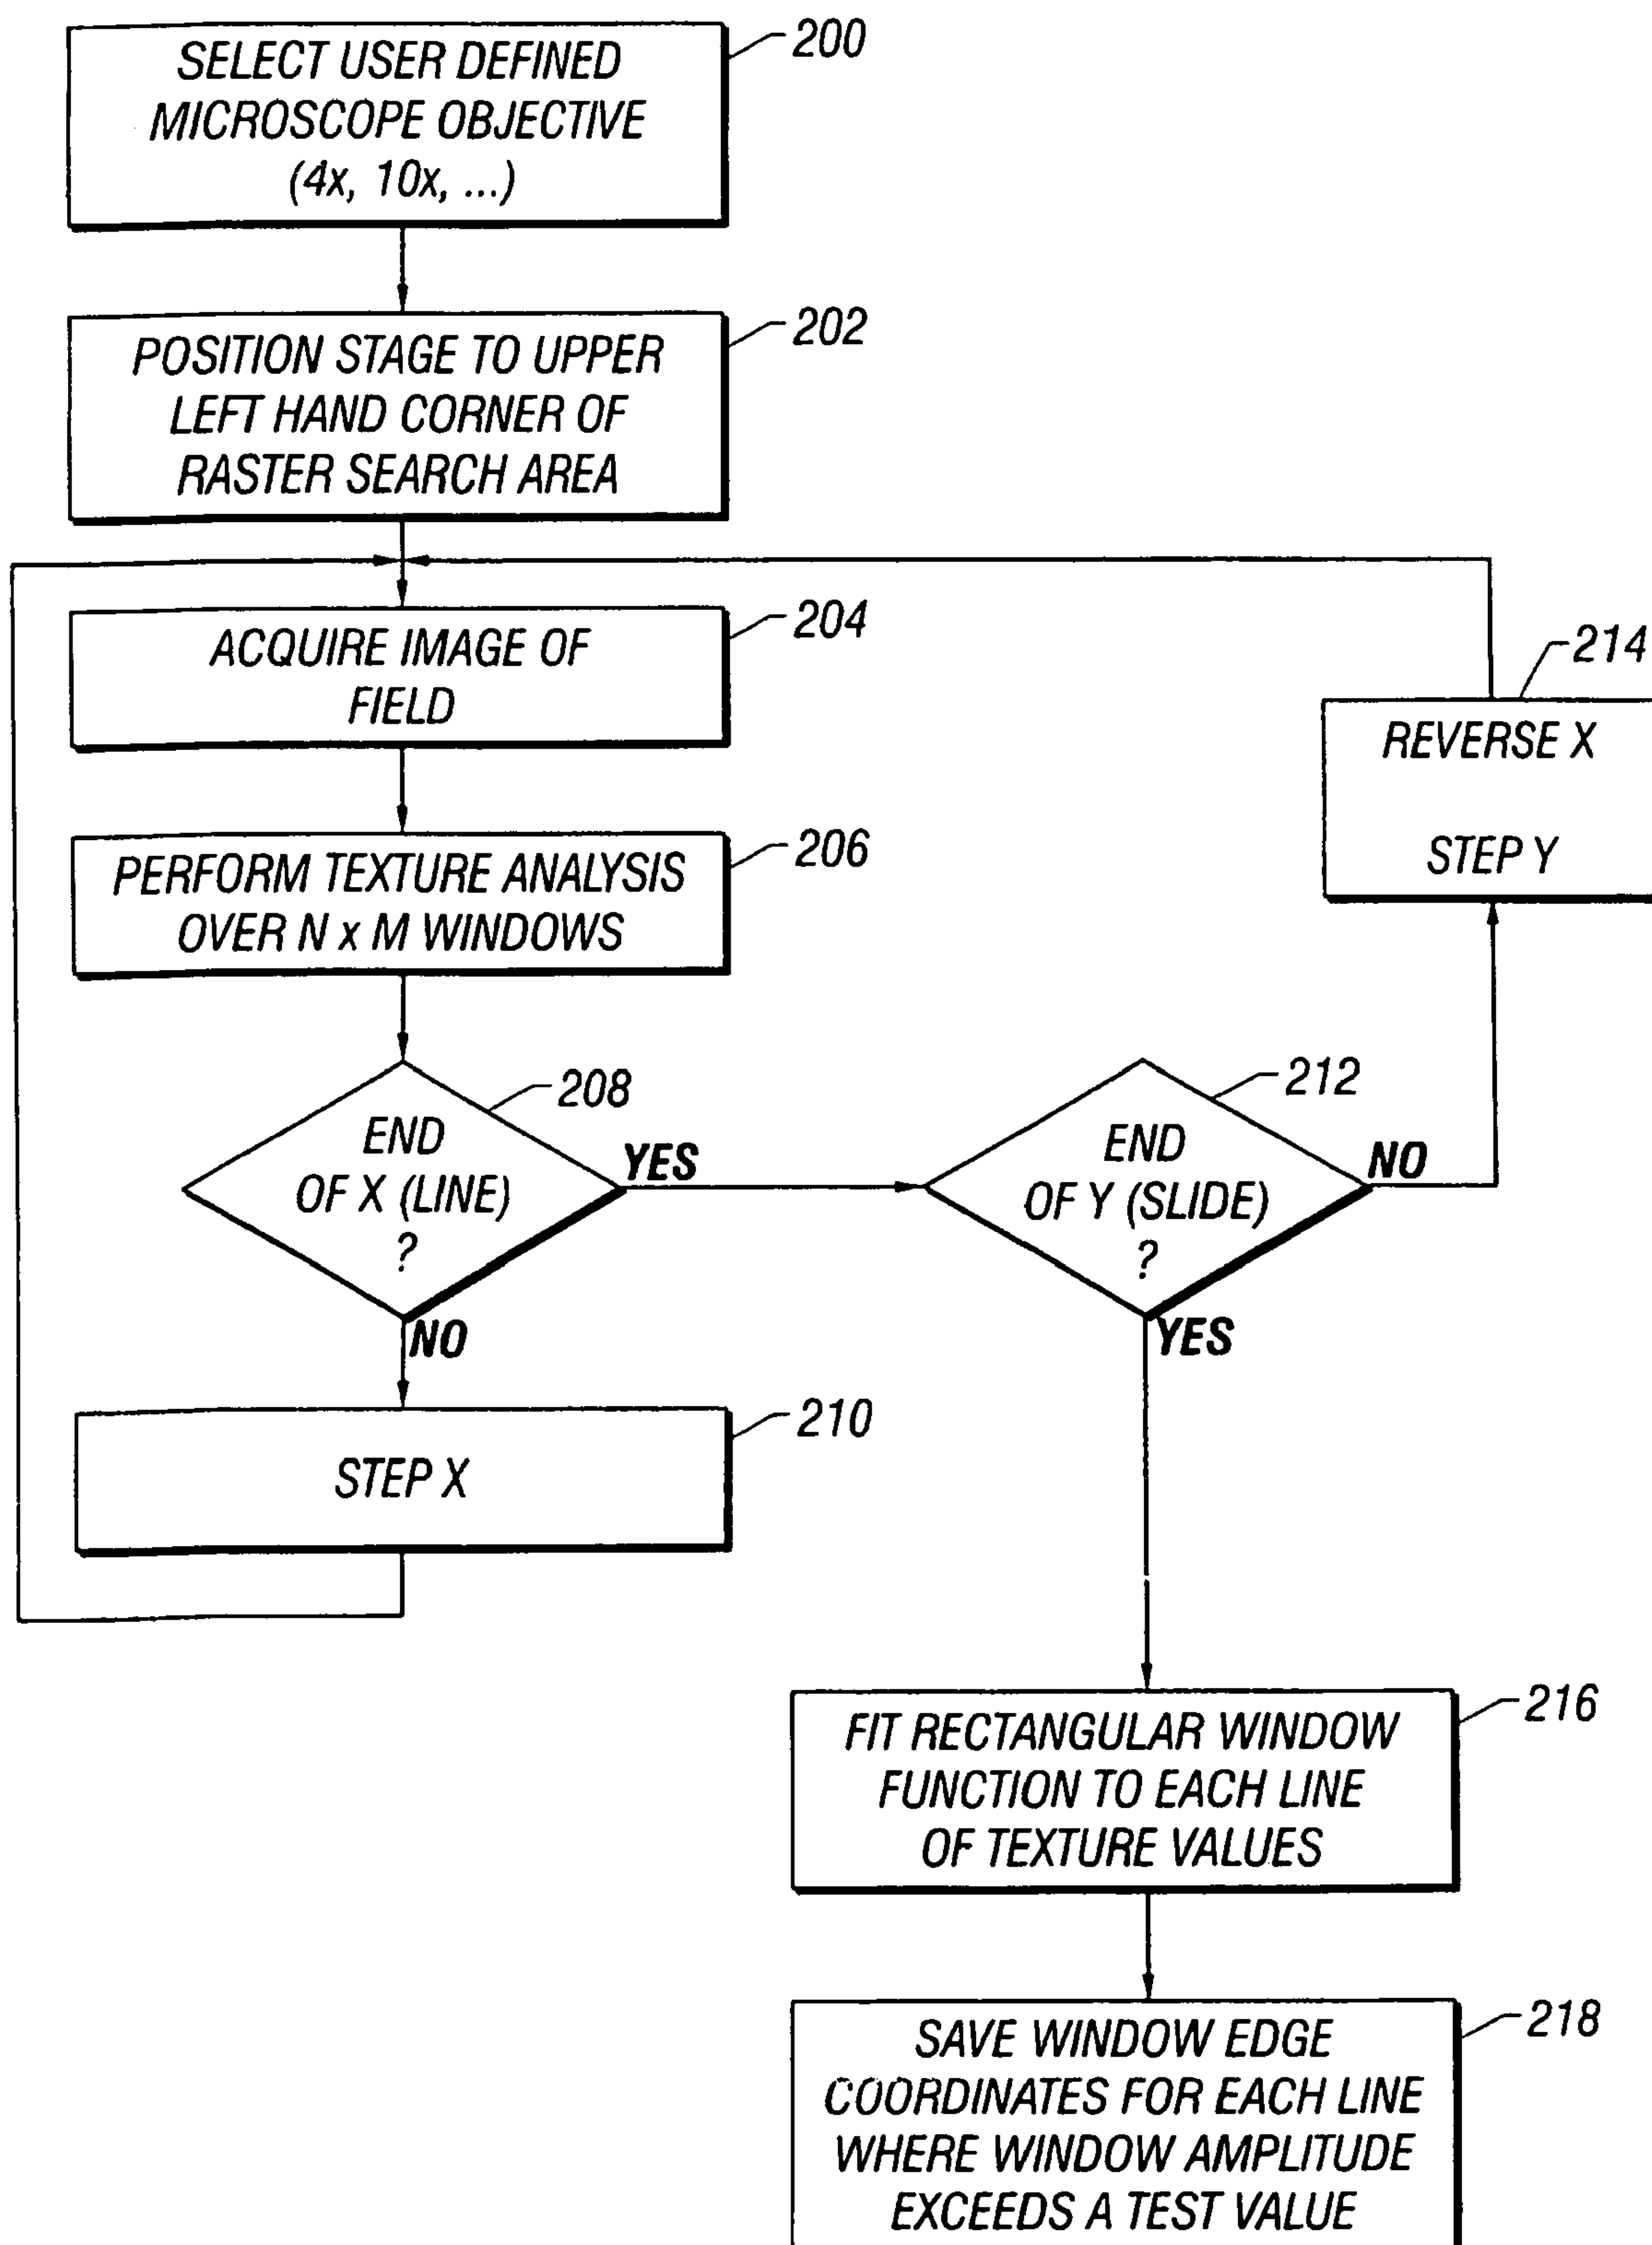 SELECT USER DEFINED
MICROSCOPE OBJECTIVE
(4x, 10x, ...)
200
POSITION STAGE TO UPPER
LEFT HAND CORNER OF
RASTER SEARCH AREA
202
ACQUIRE IMAGE OF
FIELD
204
PERFORM TEXTURE ANALYSIS
OVER N x M WINDOWS
206
END
OF X (LINE)
?
208
YES
NO
STEP X
210
END
OF Y (SLIDE)
?
212
NO
YES
REVERSE X
STEP Y
214
FIT RECTANGULAR WINDOW
FUNCTION TO EACH LINE
OF TEXTURE VALUES
216
SAVE WINDOW EDGE
COORDINATES FOR EACH LINE
WHERE WINDOW AMPLITUDE
EXCEEDS A TEST VALUE
218